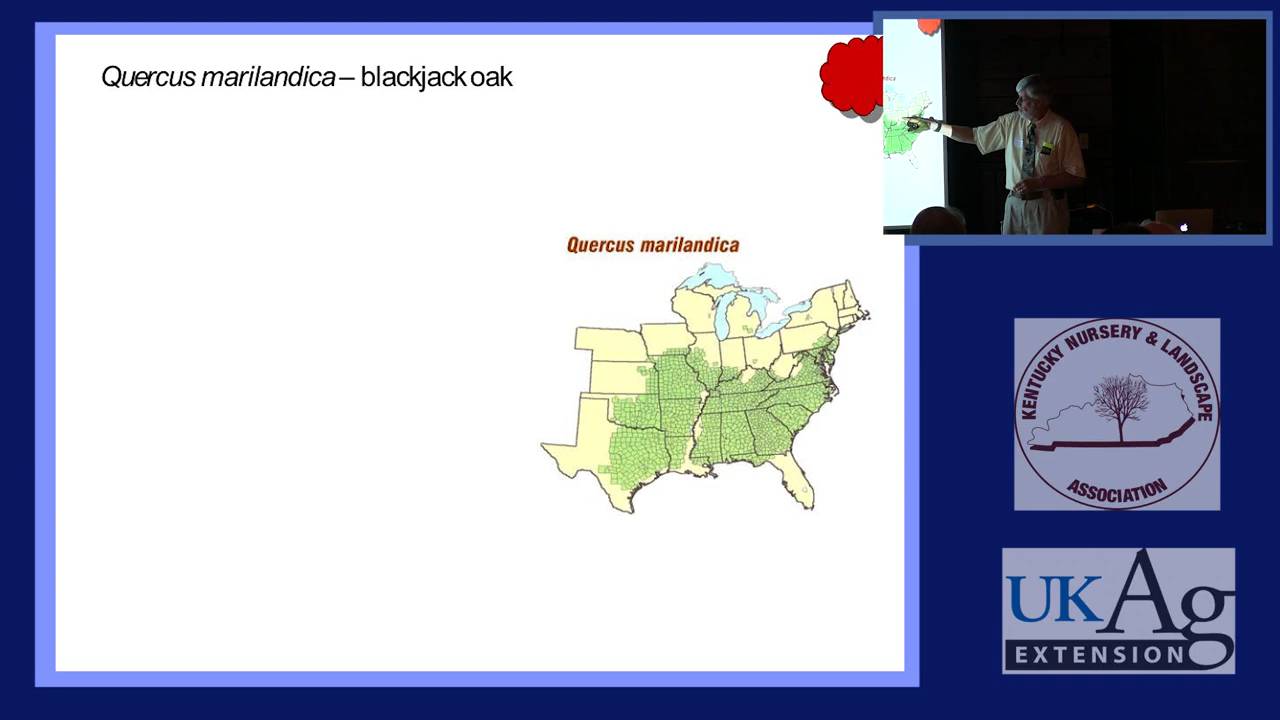 Quercus marilandica – blackjack oak
Quercus marilandica
KENTUCKY NURSERY & LANDSCAPE
ASSOCIATION
UKAg
EXTENSION